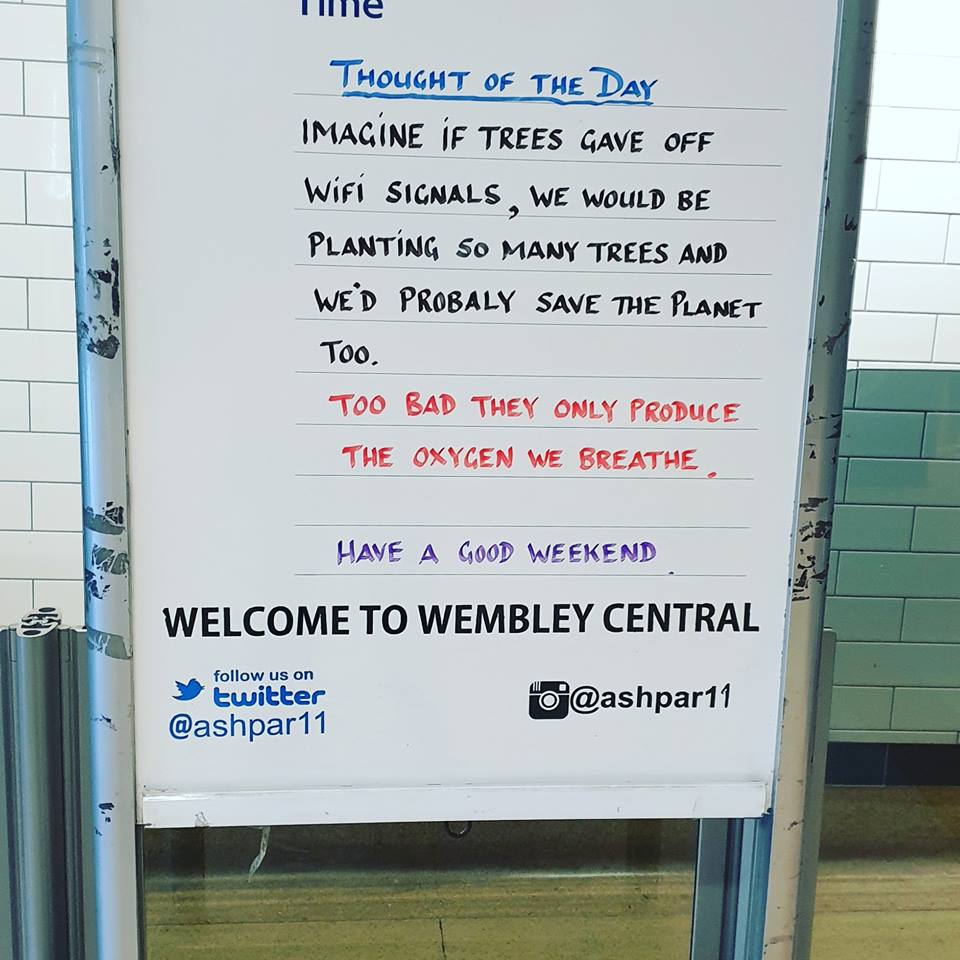 Time
THOUGHT OF THE DAY
IMAGINE IF TREES GAVE OFF
WIFI SIGNALS, WE WOULD BE
PLANTING SO MANY TREES AND
WE'D PROBALY SAVE THE PLANET
TOO.
TOO BAD THEY ONLY PRODUCE
THE OXYGEN WE BREATHE.
HAVE A GOOD WEEKEND.
WELCOME TO WEMBLEY CENTRAL
follow us on
twitter
@ashpar11
@ashpar11